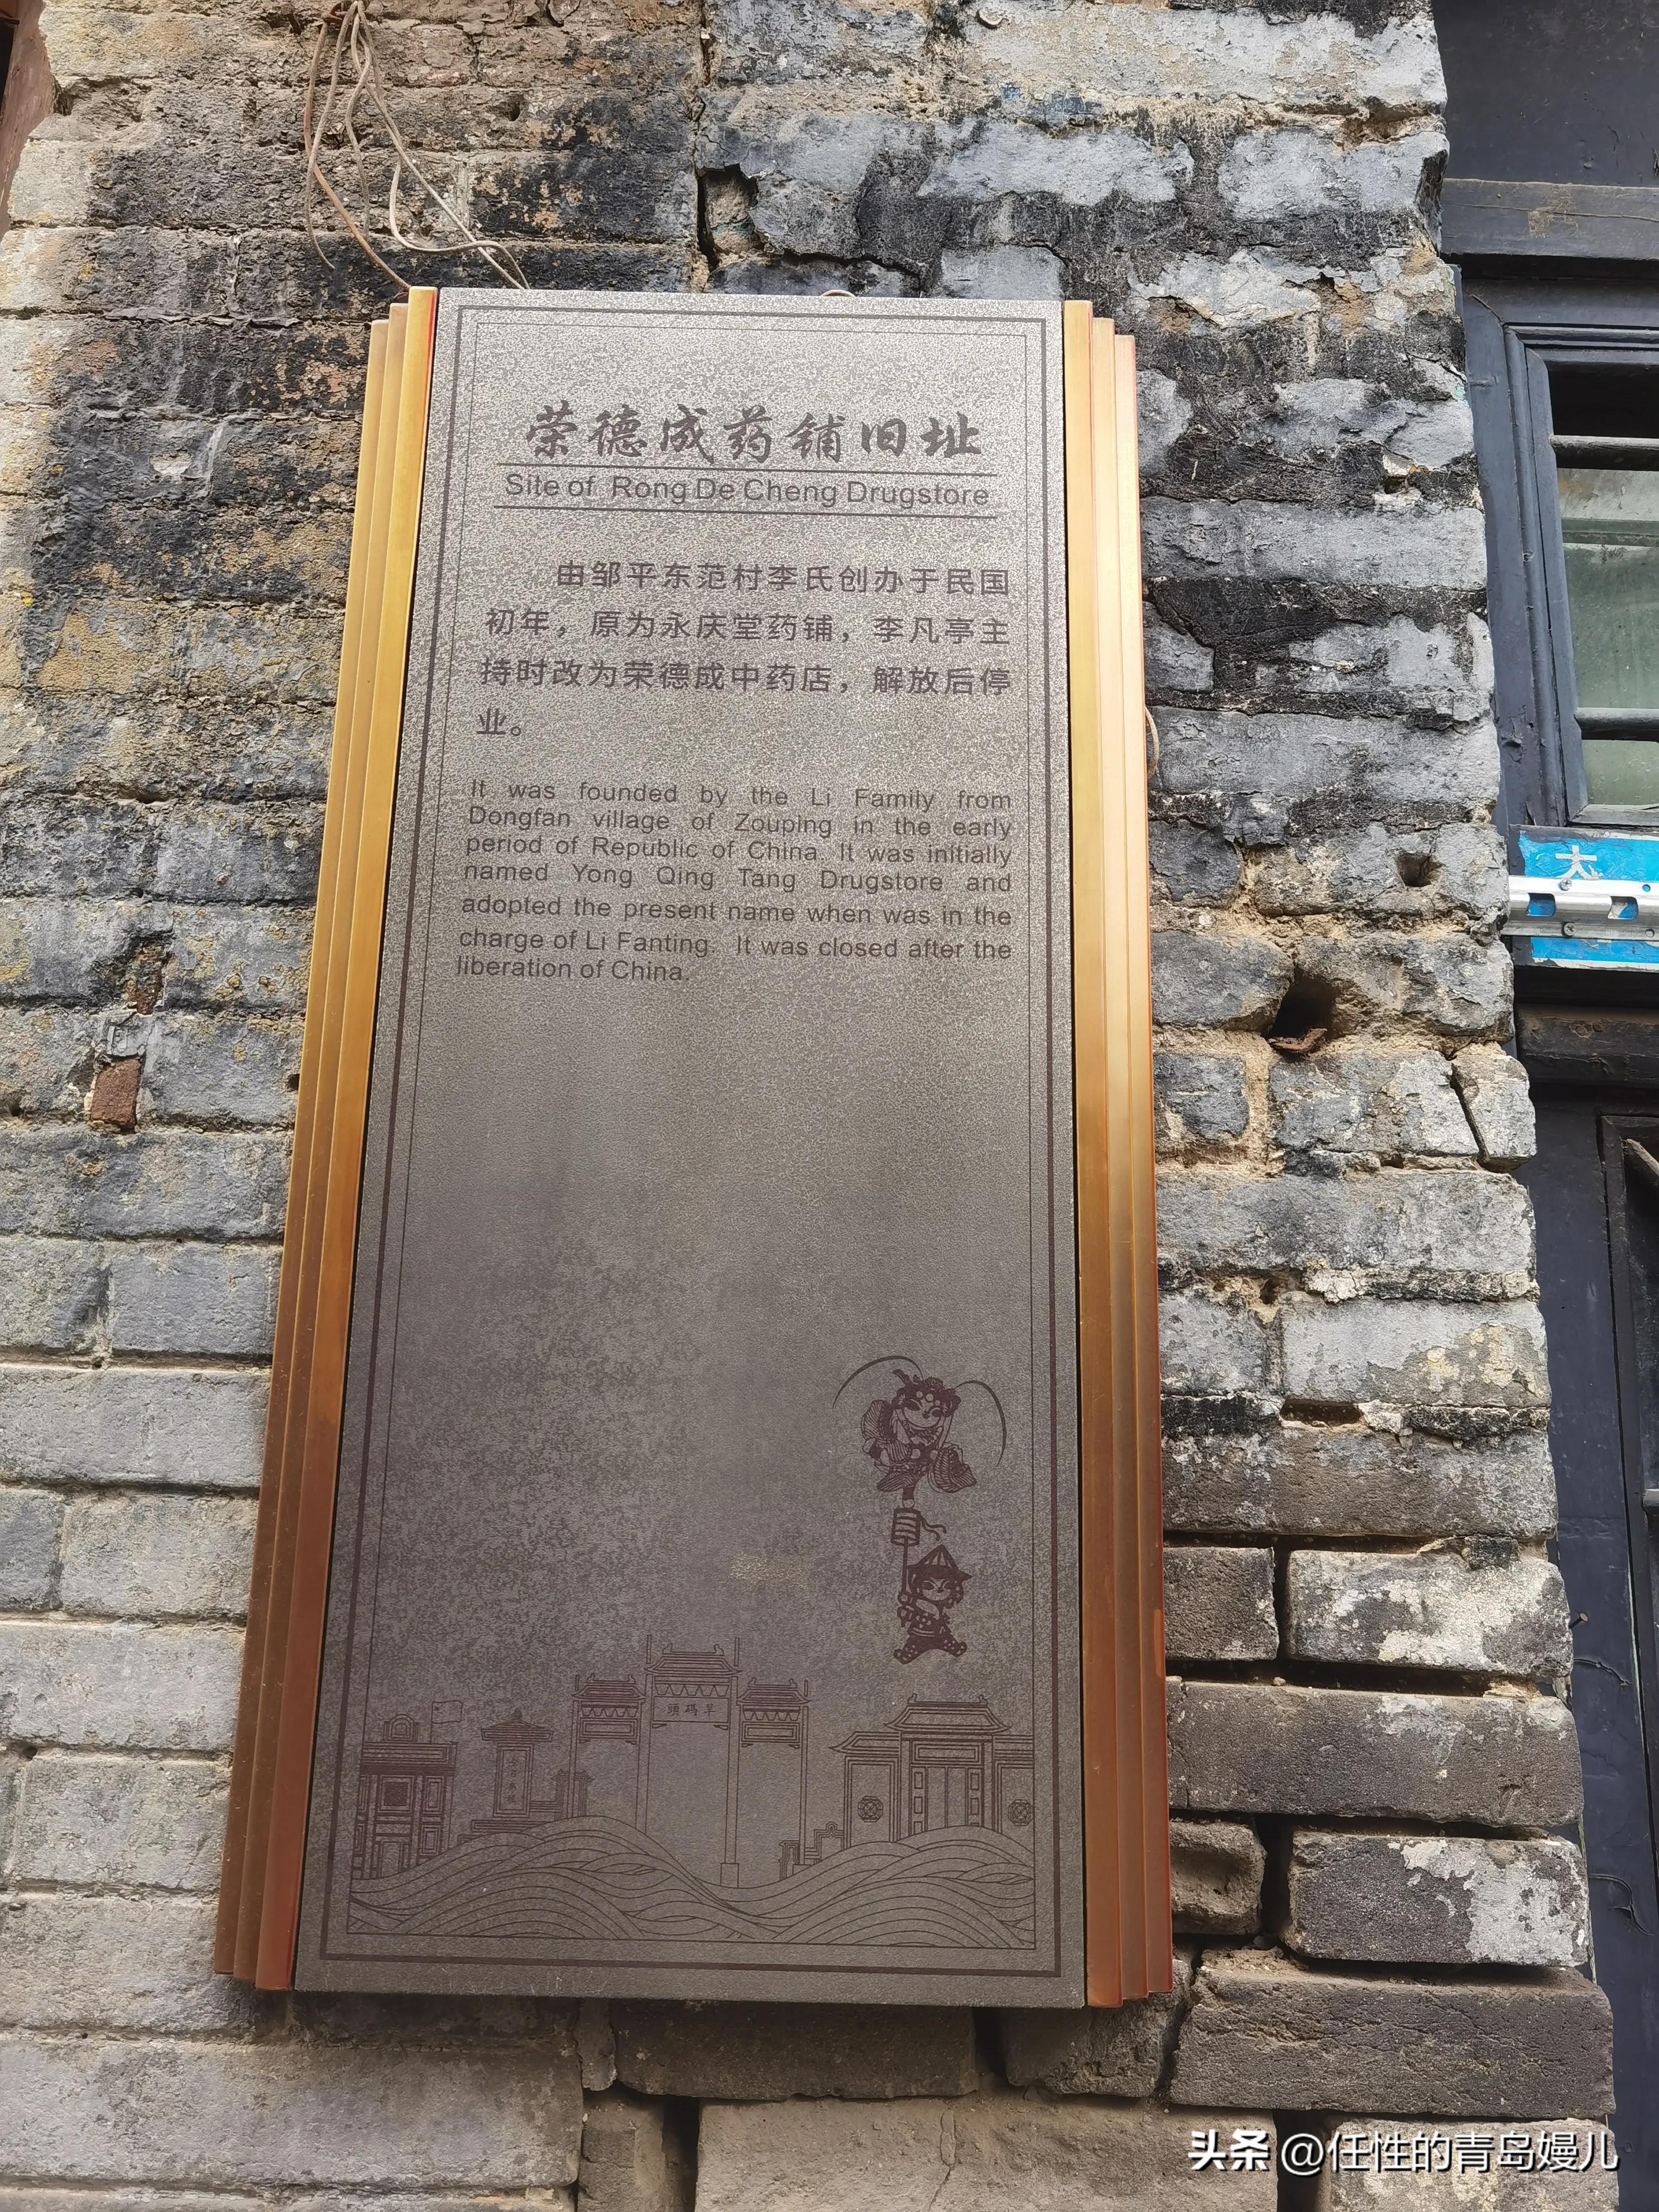 荣德成药铺旧址
Site of Rong De Cheng Drugstore
由邹平东范村李氏创办于民国
初年，原为永庆堂药铺，李凡亭主
持时改为荣德成中药店，解放后停
业。
It was founded by the Li Family from
Dongfan village of Zouping in the early
period of Republic of China. It was initially
named Yong Qing Tang Drugstore and
adopted the present name when was in the
charge of Li Fanting. It was closed after the
liberation of China.
頭碼旱
大
头条 @任性的青岛嫚儿